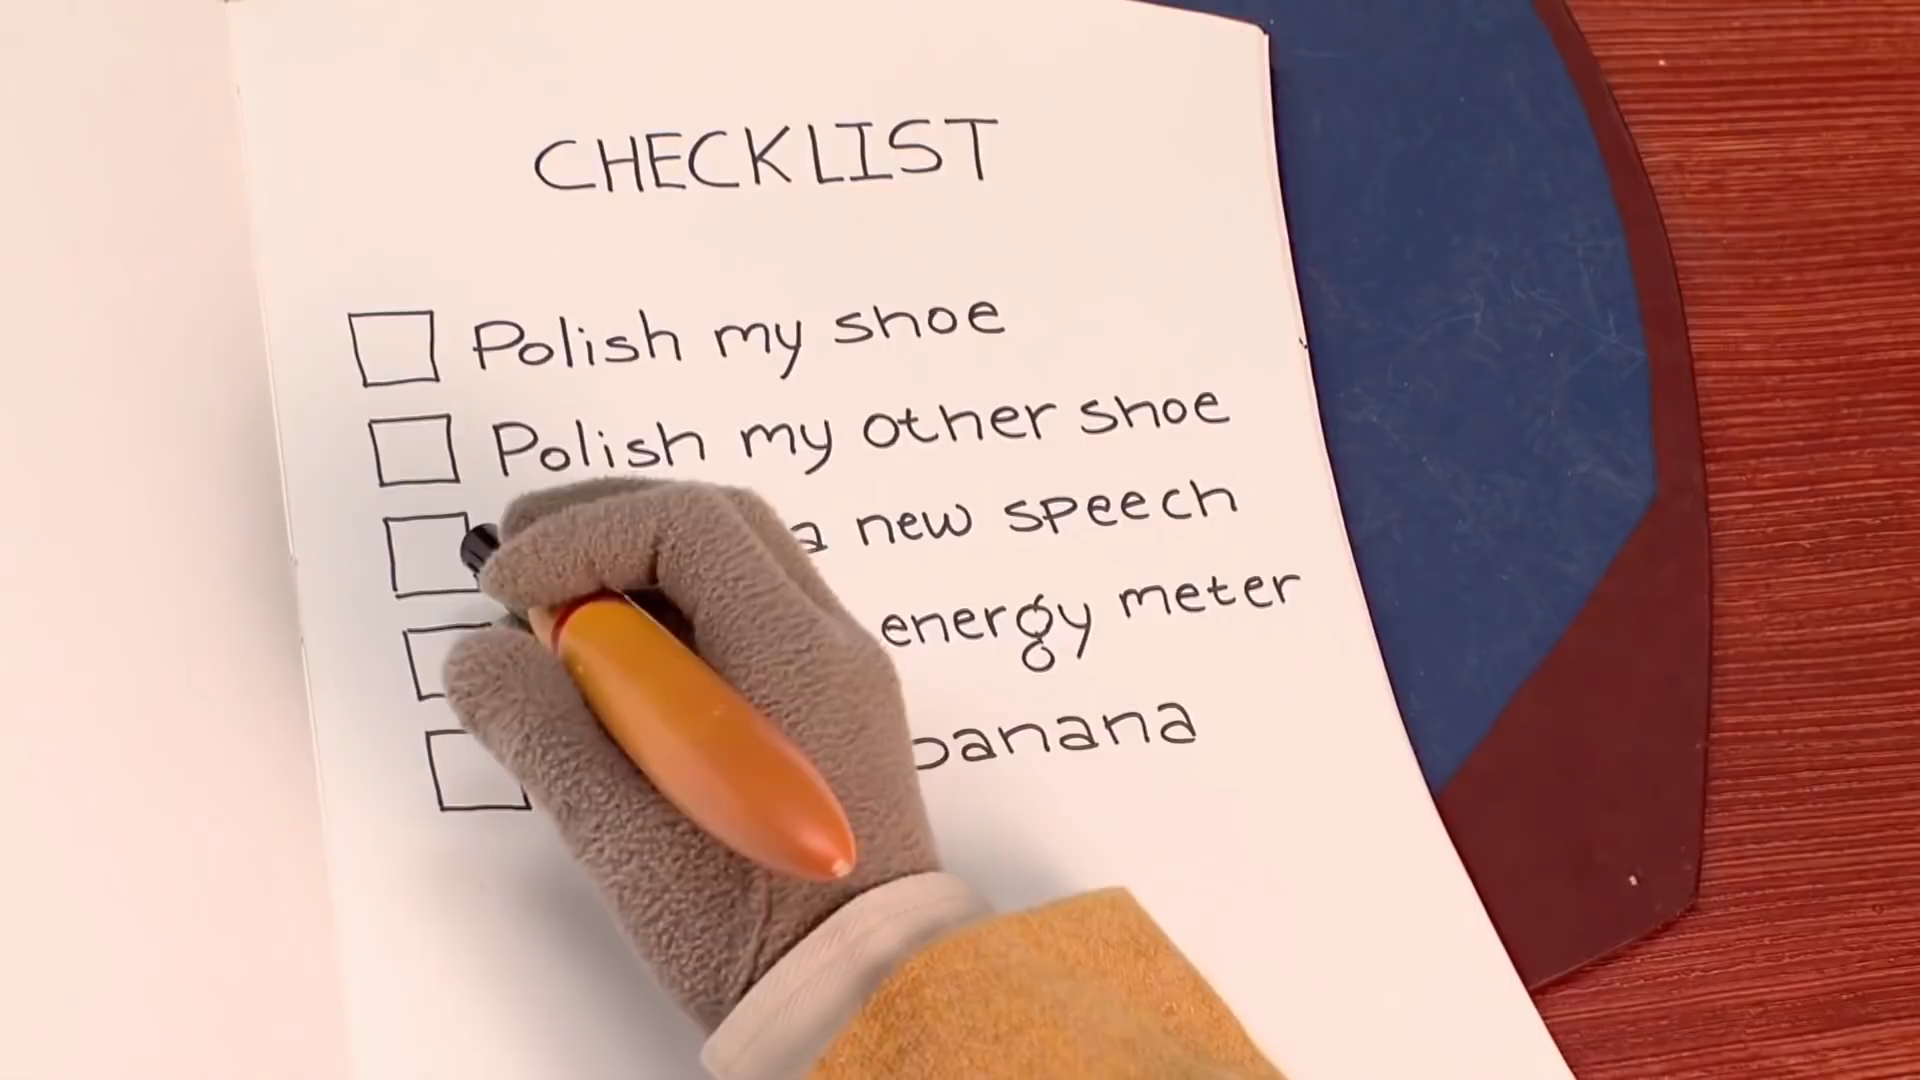 CHECKLIST
Polish my shoe
Polish my other shoe
a new speech
energy meter
banana